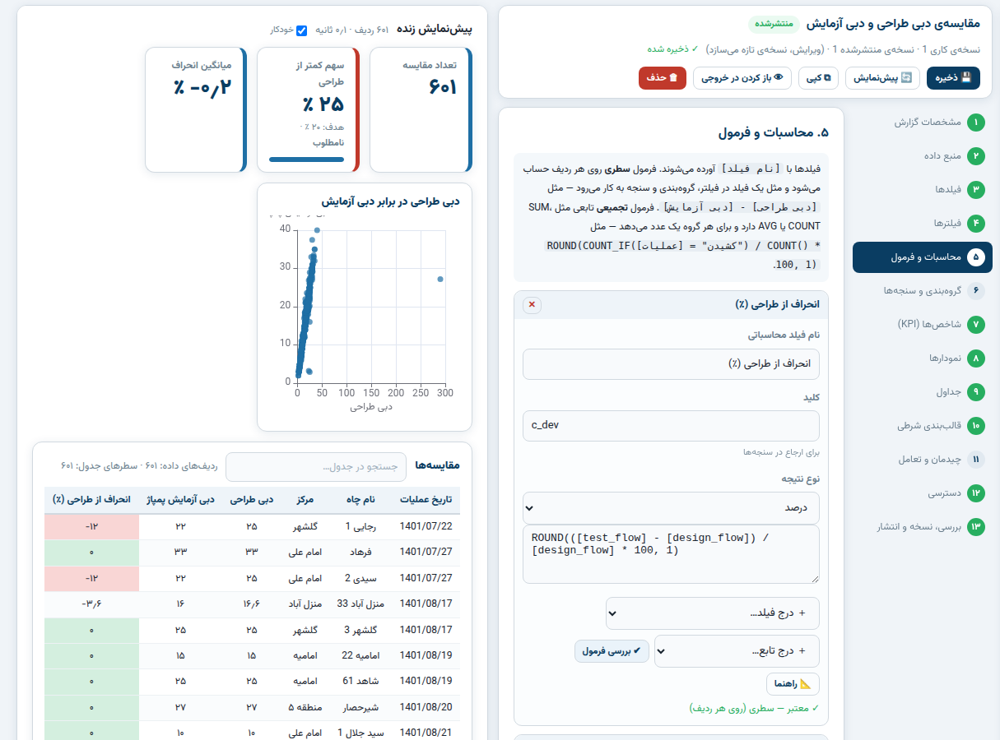 مقایسه‌ی دبی طراحی و دبی آزمایش منتشرشده
نسخه‌ی کاری 1 · نسخه‌ی منتشرشده 1 · (ویرایش، نسخه‌ی تازه می‌سازد) ✓ ذخیره شده
💾 ذخیره 🔄 پیش‌نمایش ⧉ کپی 👁 باز کردن در خروجی 🗑 حذف
۱ مشخصات گزارش
۲ منبع داده
۳ فیلدها
۴ فیلترها
۵ محاسبات و فرمول
۶ گروه‌بندی و سنجه‌ها
۷ شاخص‌ها (KPI)
۸ نمودارها
۹ جداول
۱۰ قالب‌بندی شرطی
۱۱ چیدمان و تعامل
۱۲ دسترسی
۱۳ بررسی، نسخه و انتشار
۵. محاسبات و فرمول
فیلدها با [نام فیلد] آورده می‌شوند. فرمول سطری روی هر ردیف حساب
می‌شود و مثل یک فیلد در فیلتر، گروه‌بندی و سنجه به کار می‌رود — مثل
[دبی طراحی] - [دبی آزمایش]. فرمول تجمیعی تابعی مثل SUM،
COUNT یا AVG دارد و برای هر گروه یک عدد می‌دهد — مثل
ROUND(COUNT_IF([عملیات] = "کشیدن") / COUNT() *
100, 1).
انحراف از طراحی (٪) ✕
نام فیلد محاسباتی
انحراف از طراحی (٪)
کلید
c_dev
برای ارجاع در سنجه‌ها
نوع نتیجه
درصد
ROUND(([test_flow] - [design_flow]) /
[design_flow] * 100, 1)
+ درج فیلد...
+ درج تابع...
✔ بررسی فرمول
📐 راهنما
✓ معتبر — سطری (روی هر ردیف)
پیش‌نمایش زنده ۶۰۱ ردیف · ۰٫۱ ثانیه خودکار
تعداد مقایسه
۶۰۱
سهم کمتر از
طراحی
۲۵ ٪
هدف: ۲۰ ٪ ·
نامطلوب
میانگین انحراف
−۰٫۲ ٪
دبی طراحی در برابر دبی آزمایش
40
30
20
10
0
0 50 100 150 200 250 300
دبی طراحی
مقایسه‌ها جستجو در جدول... ردیف‌های داده: ۶۰۱ · سطرهای جدول: ۶۰۱
تاریخ عملیات نام چاه مرکز دبی طراحی دبی آزمایش پمپاژ انحراف از طراحی (٪)
1401/07/22 رجایی 1 گلشهر ۲۵ ۲۲ −۱۲
1401/07/27 فرهاد امام علی ۳۳ ۳۳ ۰
1401/07/27 سیدی 2 امام علی ۲۵ ۲۲ −۱۲
1401/08/17 منزل آباد 33 منزل آباد ۱۶٫۶ ۱۶ −۳٫۶
1401/08/17 گلشهر 3 گلشهر ۲۵ ۲۵ ۰
1401/08/19 امامیه 22 امامیه ۱۵ ۱۵ ۰
1401/08/19 شاهد 61 امامیه ۲۵ ۲۵ ۰
1401/08/20 شیرحصار منطقه ۵ ۲۷ ۲۷ ۰
1401/08/21 سید جلال 1 امام علی ۱۰ ۱۰ ۰